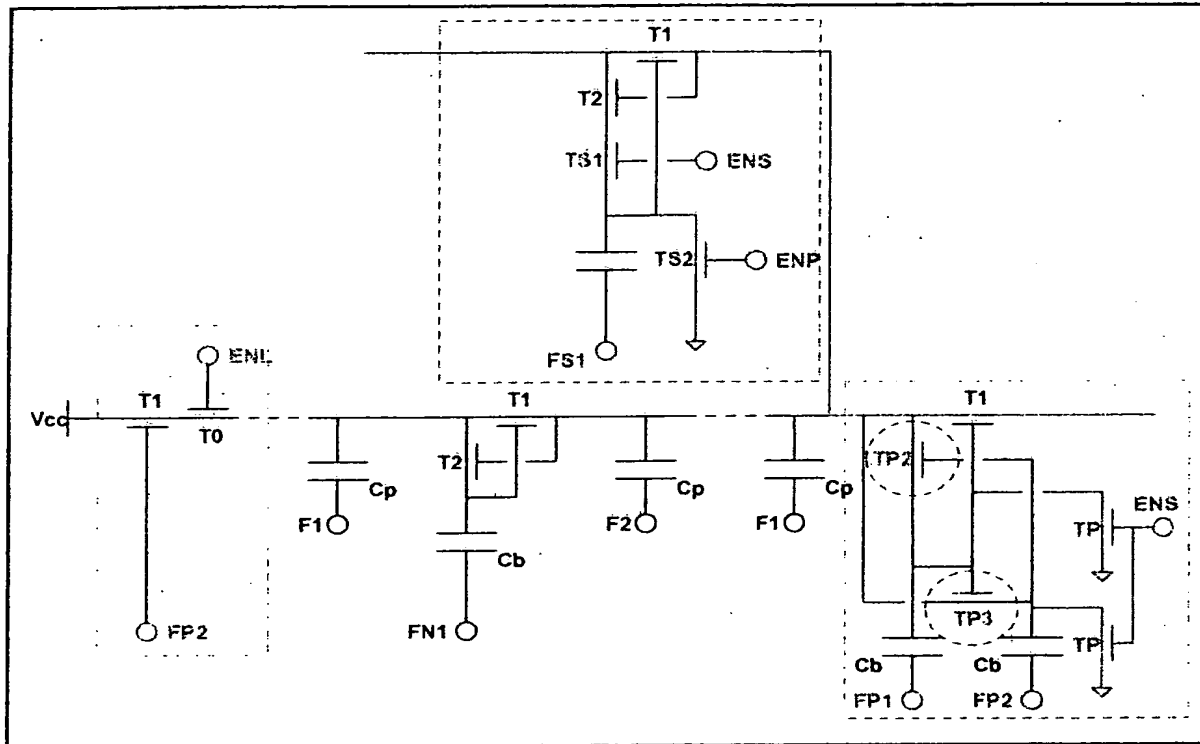 T1
T2
TS1
ENS
TS2
ENP
FS1
ENL
Vcc
T1
T0
FP2
Cp
F1
T1
T2
Cb
FN1
Cp
F2
Cp
F1
T1
TP2
ENS
TP
TP3
TP
Cb
Cb
FP1
FP2